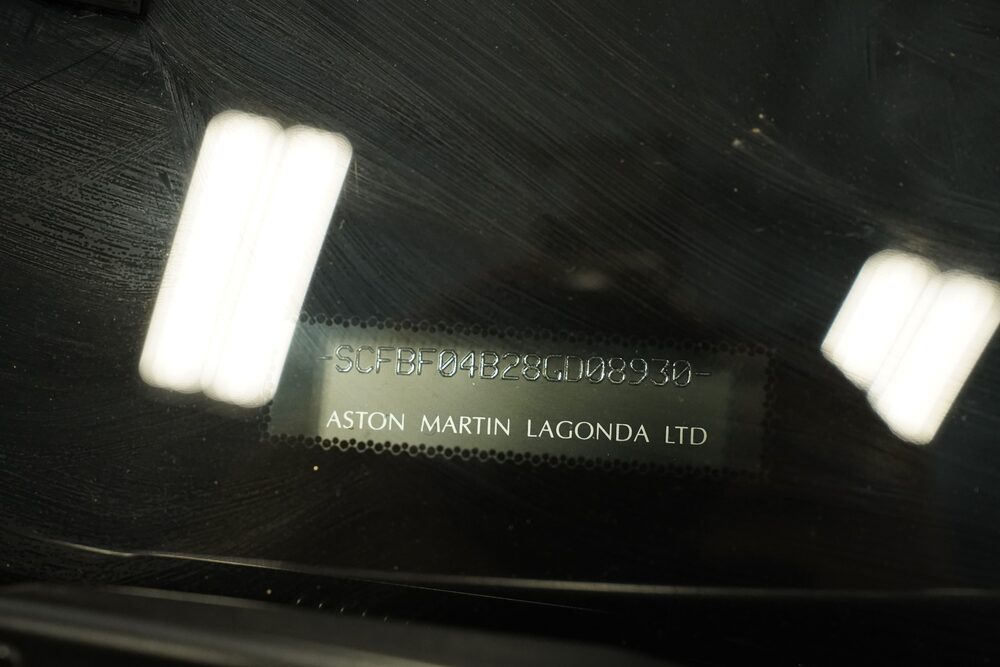 -SCFBF04B28GD08930-
ASTON MARTIN LAGONDA LTD